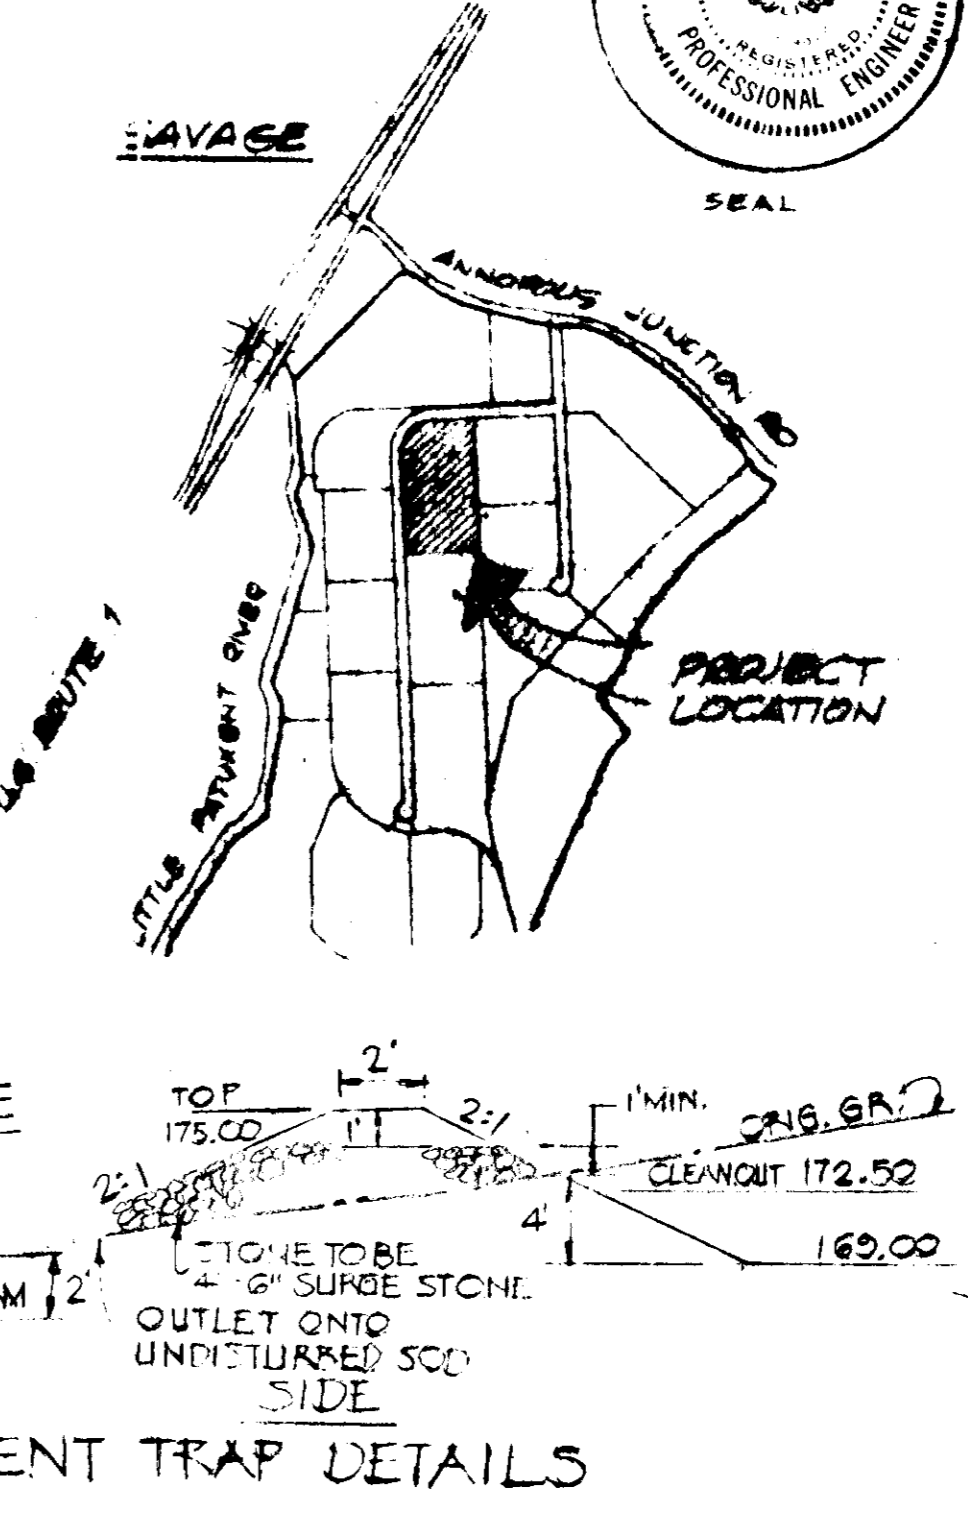 REGISTERED
PROFESSIONAL ENGINEER
SEAL
SAVAGE
ANNOPOLIS JUNCTION RD
ROUTE 1
LITTLE PATUXENT RIVER
PROJECT
LOCATION
2'
TOP
175.00
1'
2:1
1' MIN.
ORIG. GR.
2:1
CLEANOUT 172.50
4'
169.00
2'
STONE TO BE
4"-6" SURGE STONE
OUTLET ONTO
UNDISTURBED SOD
SIDE
ENT TRAP DETAILS